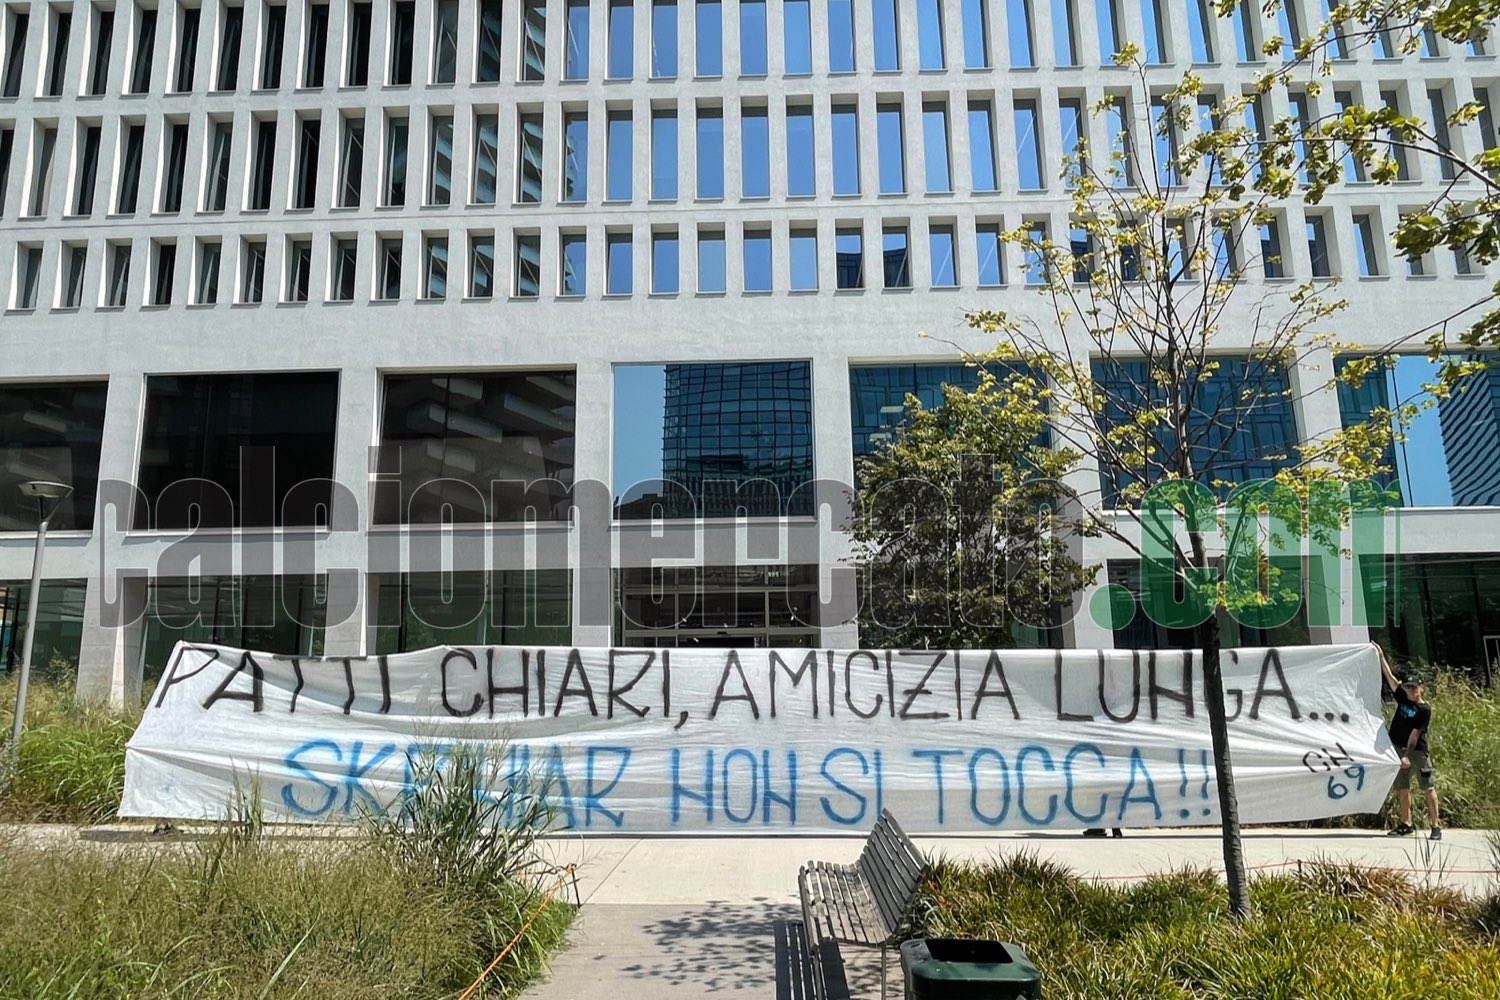 calciomercato.com
PATTI CHIARI, AMICIZIA LUNGA...
SKRINIAR NON SI TOCCA!!
CN
69